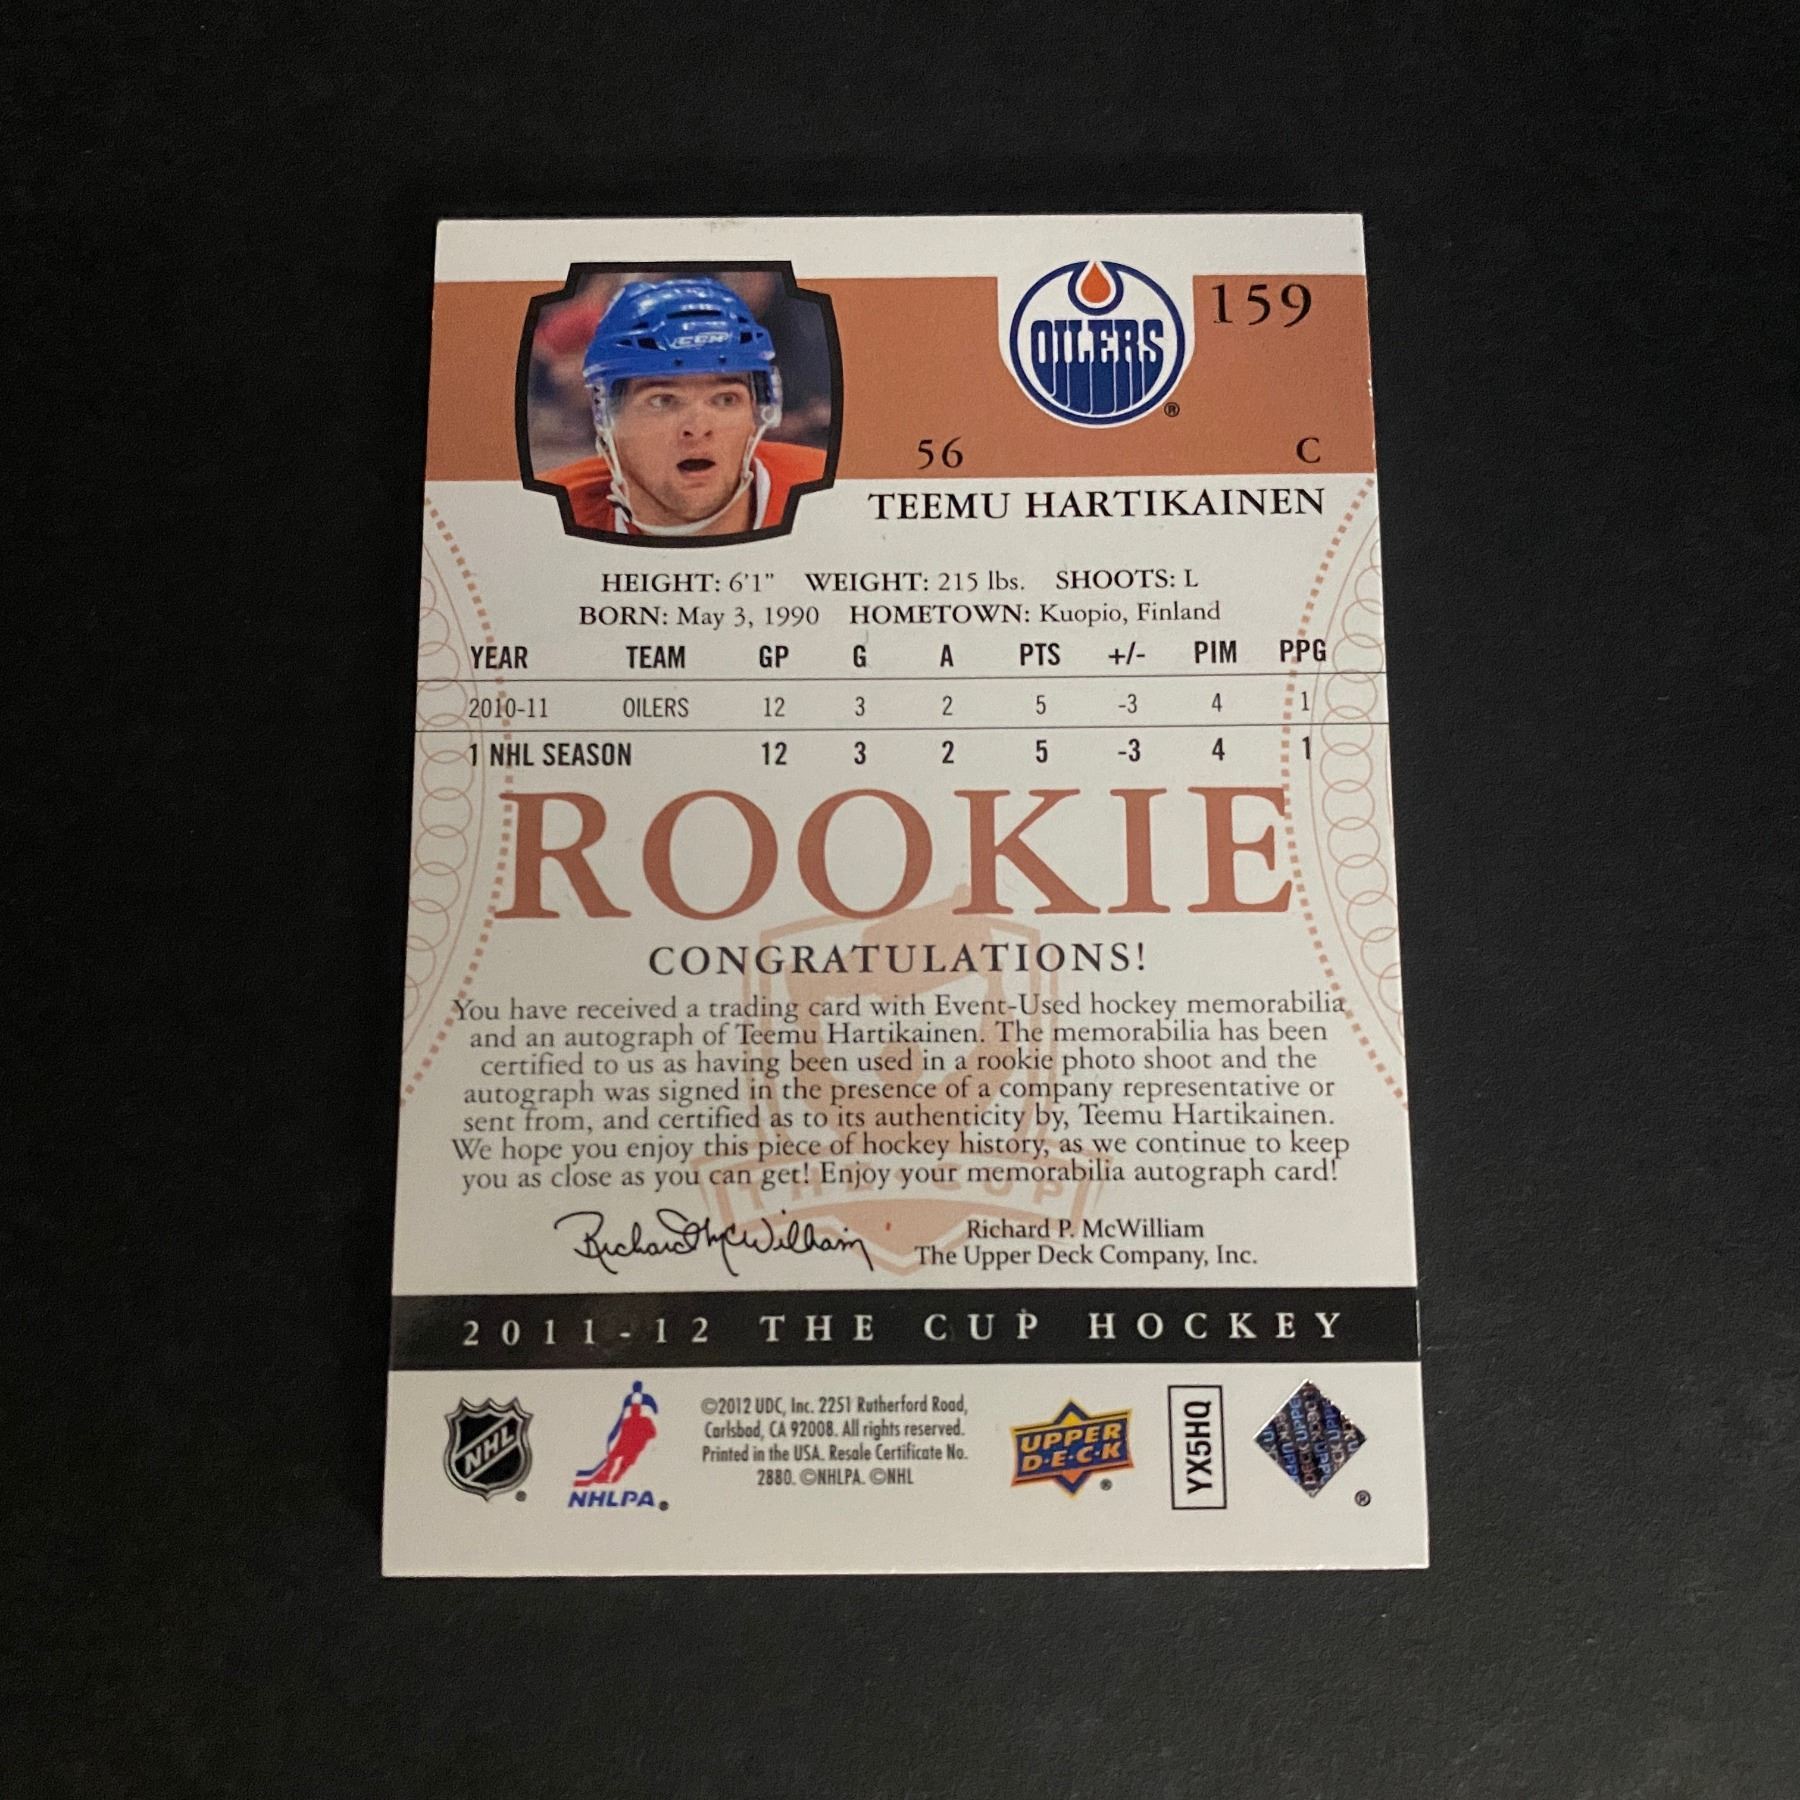 CCM
OILERS
®
159
56
C
TEEMU HARTIKAINEN
HEIGHT: 6'1" WEIGHT: 215 lbs. SHOOTS: L
BORN: May 3, 1990 HOMETOWN: Kuopio, Finland
YEAR TEAM GP G A PTS +/- PIM PPG
2010-11 OILERS 12 3 2 5 -3 4 1
1 NHL SEASON 12 3 2 5 -3 4 1
ROOKIE
CONGRATULATIONS!
You have received a trading card with Event-Used hockey memorabilia
and an autograph of Teemu Hartikainen. The memorabilia has been
certified to us as having been used in a rookie photo shoot and the
autograph was signed in the presence of a company representative or
sent from, and certified as to its authenticity by, Teemu Hartikainen.
We hope you enjoy this piece of hockey history, as we continue to keep
you as close as you can get! Enjoy your memorabilia autograph card!
THE CUP
Richard McWilliam
Richard P. McWilliam
The Upper Deck Company, Inc.
2011-12 THE CUP HOCKEY
NHL
®
NHLPA®
©2012 UDC, Inc. 2251 Rutherford Road,
Carlsbad, CA 92008. All rights reserved.
Printed in the USA. Resale Certificate No.
2880. ©NHLPA. ©NHL
UPPER
D·E·C·K
®
YX5HQ
®